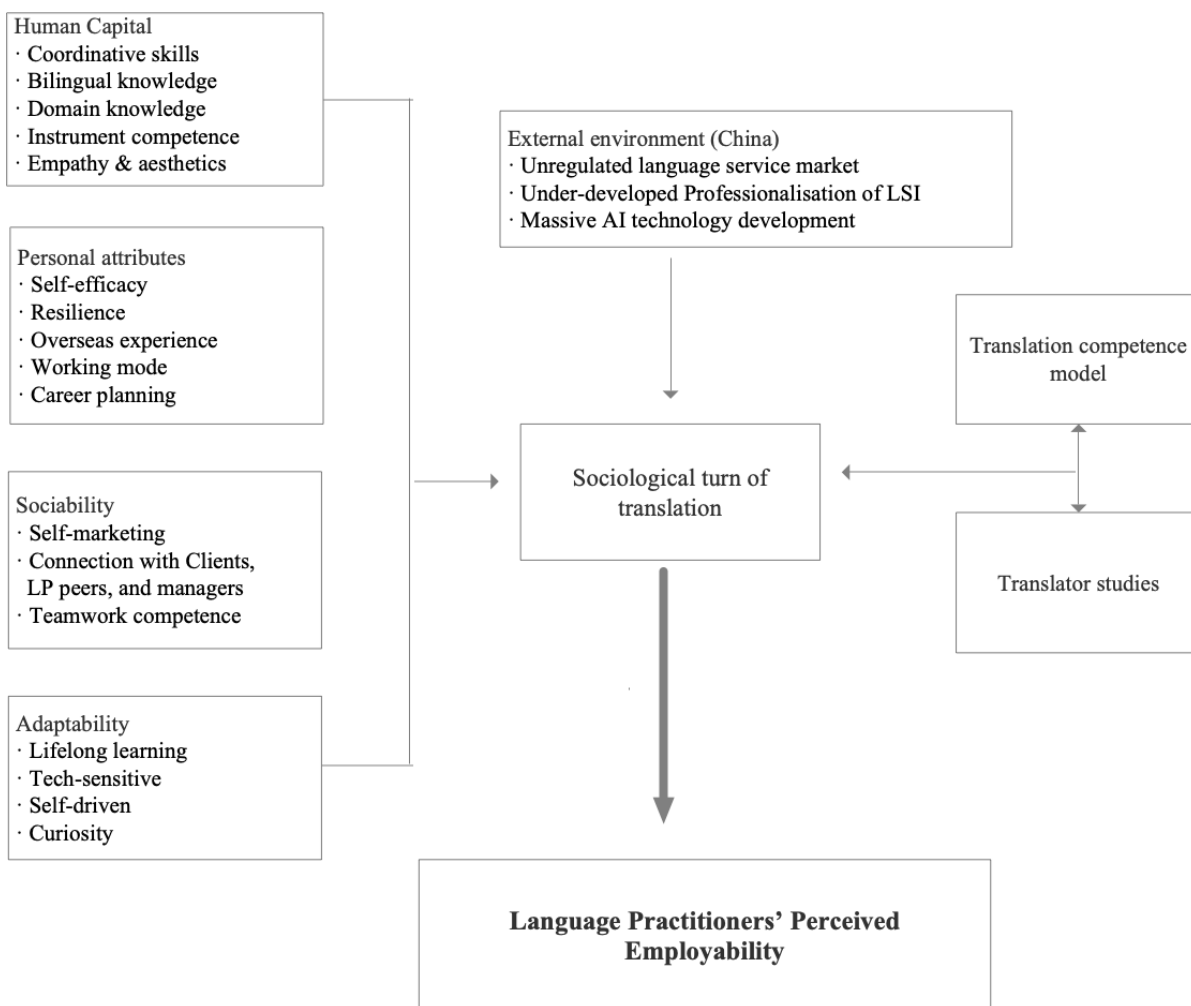 Human Capital
· Coordinative skills
· Bilingual knowledge
· Domain knowledge
· Instrument competence
· Empathy & aesthetics
Personal attributes
· Self-efficacy
· Resilience
· Overseas experience
· Working mode
· Career planning
Sociability
· Self-marketing
· Connection with Clients,
LP peers, and managers
· Teamwork competence
Adaptability
· Lifelong learning
· Tech-sensitive
· Self-driven
· Curiosity
External environment (China)
· Unregulated language service market
· Under-developed Professionalisation of LSI
· Massive AI technology development
Sociological turn of
translation
Translation competence
model
Translator studies
Language Practitioners’ Perceived
Employability